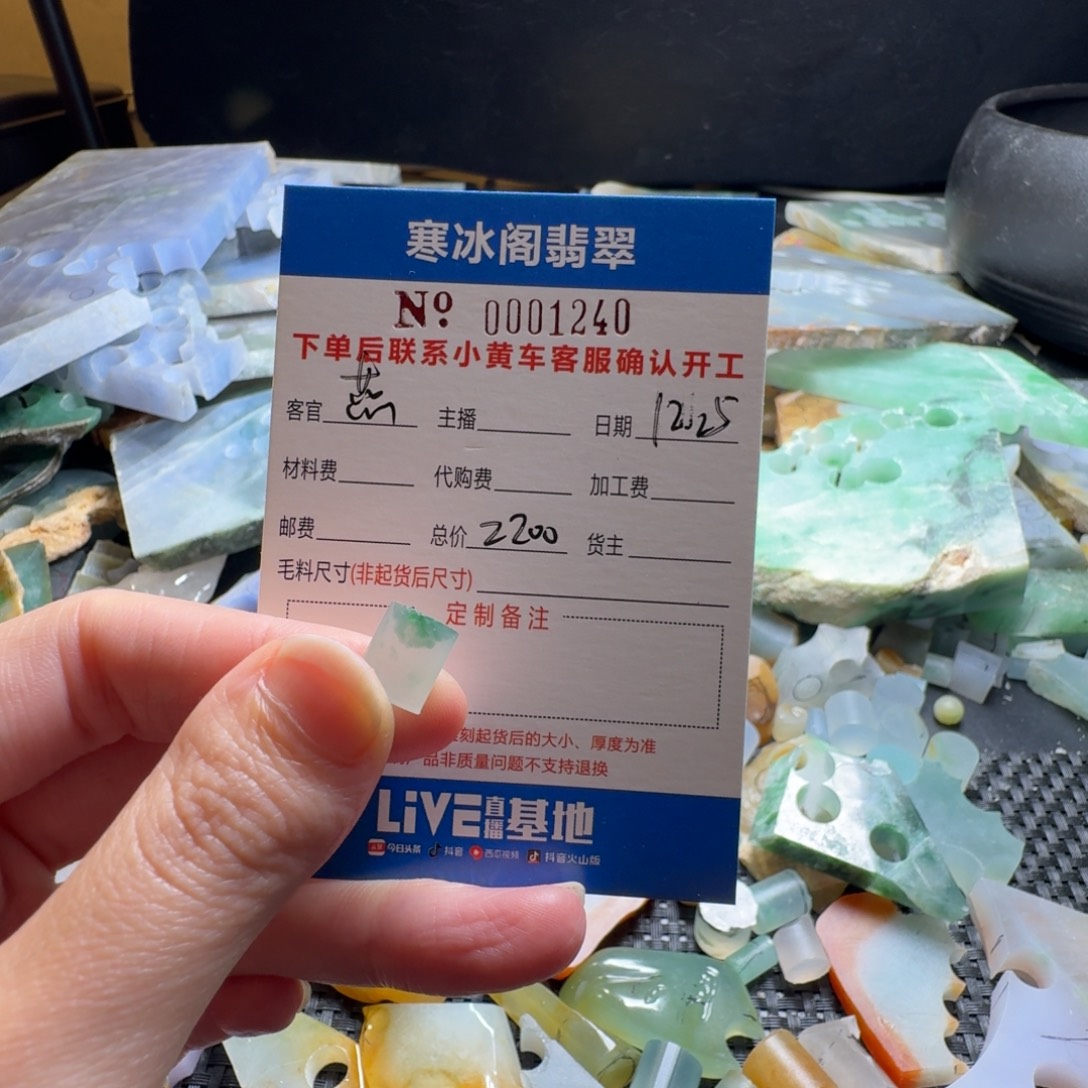 寒冰阁翡翠
Nº 0001240
下单后联系小黄车客服确认开工
客官 燕 主播 日期 12.25
材料费 代购费 加工费
邮费 总价 2200 货主
毛料尺寸(非起货后尺寸)
定制备注
刻起货后的大小、厚度为准
产品非质量问题不支持退换
LiVE直播基地
今日头条 抖音 西瓜视频 抖音火山版